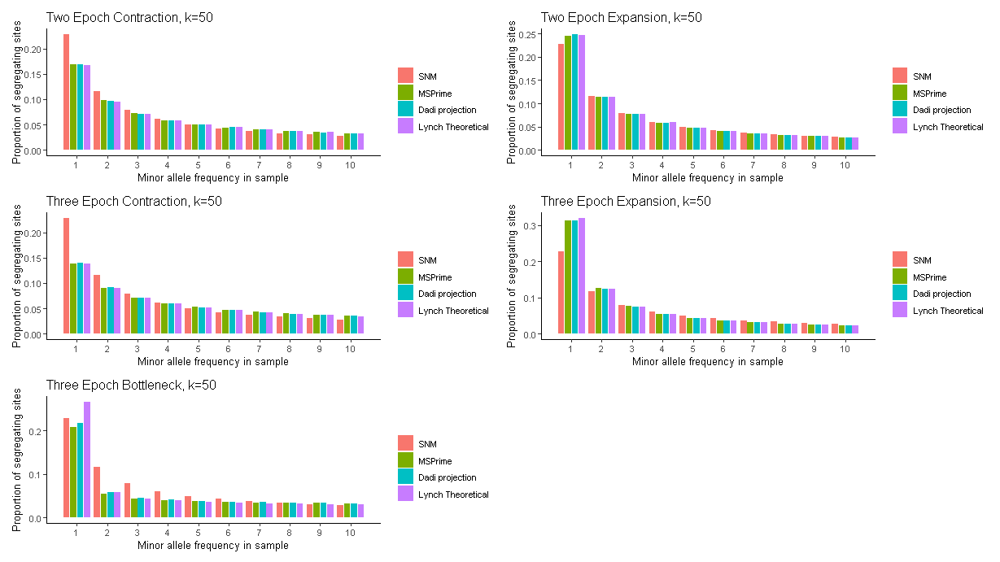 Two Epoch Contraction, k=50
Proportion of segregating sites
0.20
0.15
0.10
0.05
0.00
1 2 3 4 5 6 7 8 9 10
Minor allele frequency in sample
SNM
MSPrime
Dadi projection
Lynch Theoretical
Two Epoch Expansion, k=50
Proportion of segregating sites
0.25
0.20
0.15
0.10
0.05
0.00
1 2 3 4 5 6 7 8 9 10
Minor allele frequency in sample
SNM
MSPrime
Dadi projection
Lynch Theoretical
Three Epoch Contraction, k=50
Proportion of segregating sites
0.20
0.15
0.10
0.05
0.00
1 2 3 4 5 6 7 8 9 10
Minor allele frequency in sample
SNM
MSPrime
Dadi projection
Lynch Theoretical
Three Epoch Expansion, k=50
Proportion of segregating sites
0.3
0.2
0.1
0.0
1 2 3 4 5 6 7 8 9 10
Minor allele frequency in sample
SNM
MSPrime
Dadi projection
Lynch Theoretical
Three Epoch Bottleneck, k=50
Proportion of segregating sites
0.2
0.1
0.0
1 2 3 4 5 6 7 8 9 10
Minor allele frequency in sample
SNM
MSPrime
Dadi projection
Lynch Theoretical